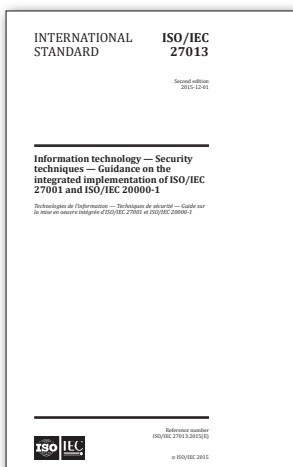 INTERNATIONAL STANDARD
ISO/IEC 27013
Second edition
2015-12-01
Information technology — Security
techniques — Guidance on the
integrated implementation of ISO/IEC
27001 and ISO/IEC 20000-1
Technologies de l'information — Techniques de sécurité — Guide sur
la mise en oeuvre intégrée d'ISO/IEC 27001 et ISO/IEC 20000-1
Reference number
ISO/IEC 27013:2015(E)
ISO IEC
© ISO/IEC 2015